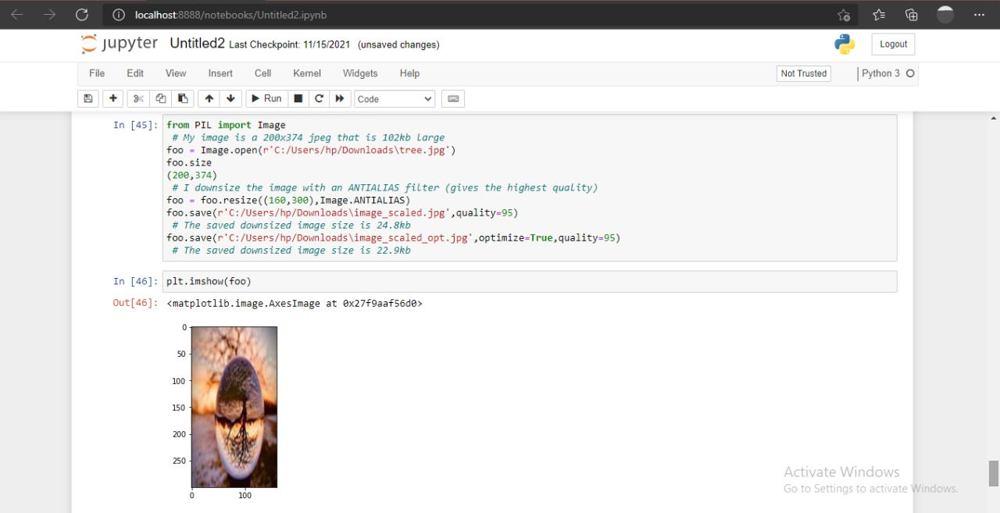 localhost:8888/notebooks/Untitled2.ipynb
jupyter Untitled2 Last Checkpoint: 11/15/2021 (unsaved changes)
Logout
File Edit View Insert Cell Kernel Widgets Help
Not Trusted
Python 3
Run
Code
In [45]: from PIL import Image
# My image is a 200x374 jpeg that is 102kb large
foo = Image.open(r'C:/Users/hp/Downloads\tree.jpg')
foo.size
(200,374)
# I downsize the image with an ANTIALIAS filter (gives the highest quality)
foo = foo.resize((160,300),Image.ANTIALIAS)
foo.save(r'C:/Users/hp/Downloads\image_scaled.jpg',quality=95)
# The saved downsized image size is 24.8kb
foo.save(r'C:/Users/hp/Downloads\image_scaled_opt.jpg',optimize=True,quality=95)
# The saved downsized image size is 22.9kb
In [46]: plt.imshow(foo)
Out[46]: <matplotlib.image.AxesImage at 0x27f9aaf56d0>
0
50
100
150
200
250
0 100
Activate Windows
Go to Settings to activate Windows.